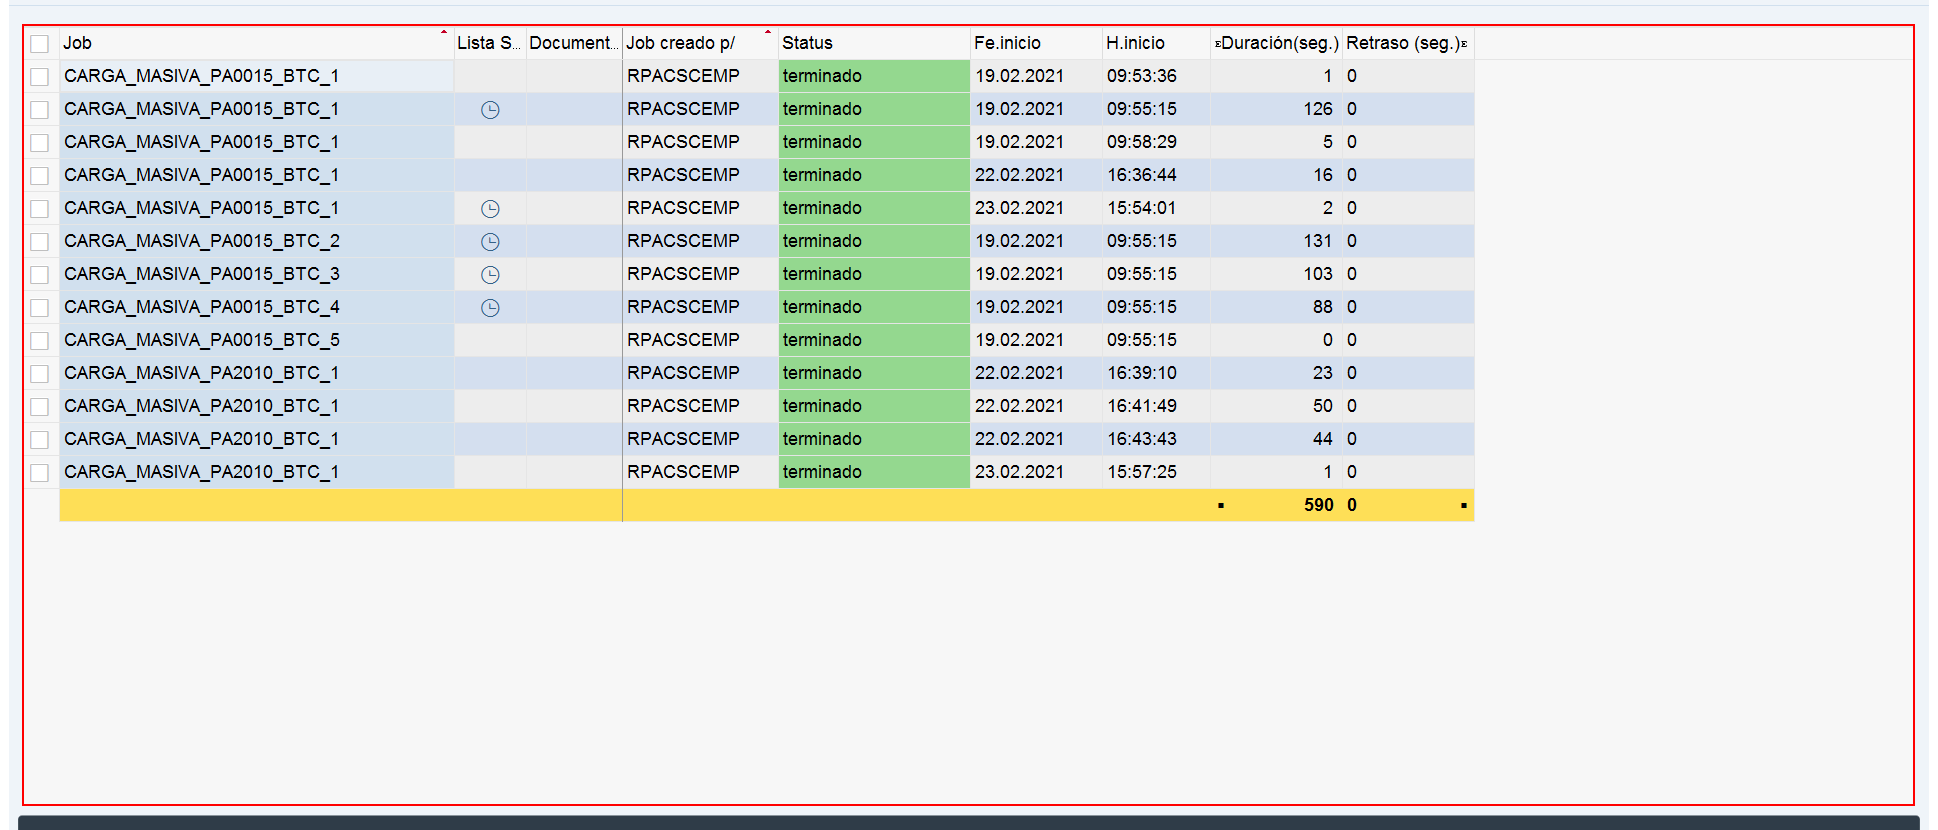 Job Lista S... Document... Job creado p/ Status Fe.inicio H.inicio Duración(seg.) Retraso (seg.)
CARGA_MASIVA_PA0015_BTC_1 RPACSCEMP terminado 19.02.2021 09:53:36 1 0
CARGA_MASIVA_PA0015_BTC_1 RPACSCEMP terminado 19.02.2021 09:55:15 126 0
CARGA_MASIVA_PA0015_BTC_1 RPACSCEMP terminado 19.02.2021 09:58:29 5 0
CARGA_MASIVA_PA0015_BTC_1 RPACSCEMP terminado 22.02.2021 16:36:44 16 0
CARGA_MASIVA_PA0015_BTC_1 RPACSCEMP terminado 23.02.2021 15:54:01 2 0
CARGA_MASIVA_PA0015_BTC_2 RPACSCEMP terminado 19.02.2021 09:55:15 131 0
CARGA_MASIVA_PA0015_BTC_3 RPACSCEMP terminado 19.02.2021 09:55:15 103 0
CARGA_MASIVA_PA0015_BTC_4 RPACSCEMP terminado 19.02.2021 09:55:15 88 0
CARGA_MASIVA_PA0015_BTC_5 RPACSCEMP terminado 19.02.2021 09:55:15 0 0
CARGA_MASIVA_PA2010_BTC_1 RPACSCEMP terminado 22.02.2021 16:39:10 23 0
CARGA_MASIVA_PA2010_BTC_1 RPACSCEMP terminado 22.02.2021 16:41:49 50 0
CARGA_MASIVA_PA2010_BTC_1 RPACSCEMP terminado 22.02.2021 16:43:43 44 0
CARGA_MASIVA_PA2010_BTC_1 RPACSCEMP terminado 23.02.2021 15:57:25 1 0
590 0